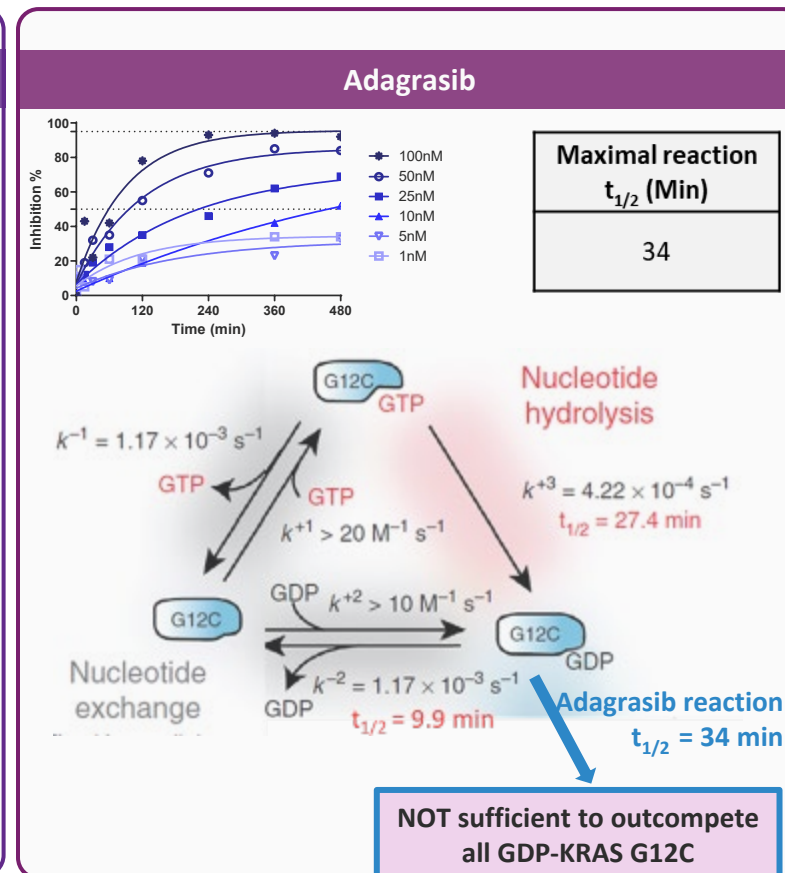 Adagrasib
100
80
60
40
20
0
Inhibition %
0 120 240 360 480
Time (min)
100nM
50nM
25nM
10nM
5nM
1nM
Maximal reaction
t1/2 (Min)
34
G12C
GTP
Nucleotide
hydrolysis
k⁻¹ = 1.17 × 10⁻³ s⁻¹
GTP
GTP
k⁺¹ > 20 M⁻¹ s⁻¹
k⁺³ = 4.22 × 10⁻⁴ s⁻¹
t1/2 = 27.4 min
G12C
GDP
k⁺² > 10 M⁻¹ s⁻¹
G12C
GDP
Nucleotide
exchange
GDP
k⁻² = 1.17 × 10⁻³ s⁻¹
t1/2 = 9.9 min
Adagrasib reaction
t1/2 = 34 min
NOT sufficient to outcompete
all GDP-KRAS G12C